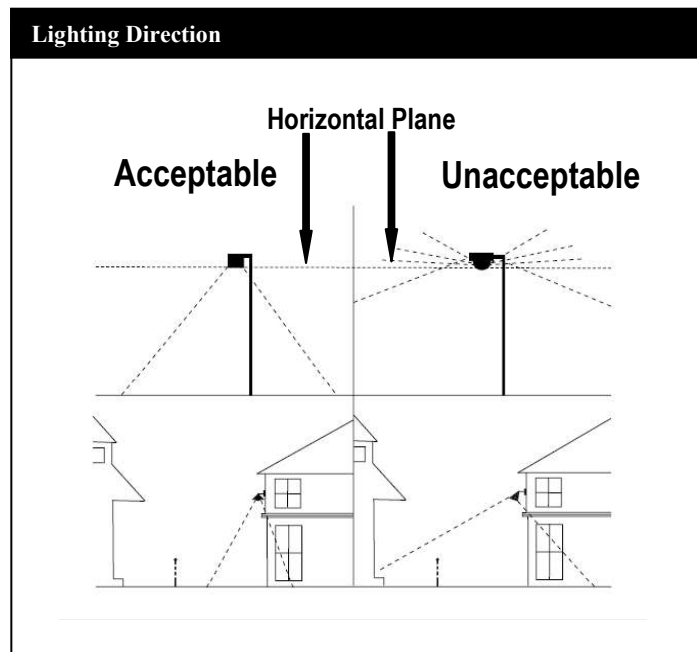 Lighting Direction
Horizontal Plane
Acceptable
Unacceptable